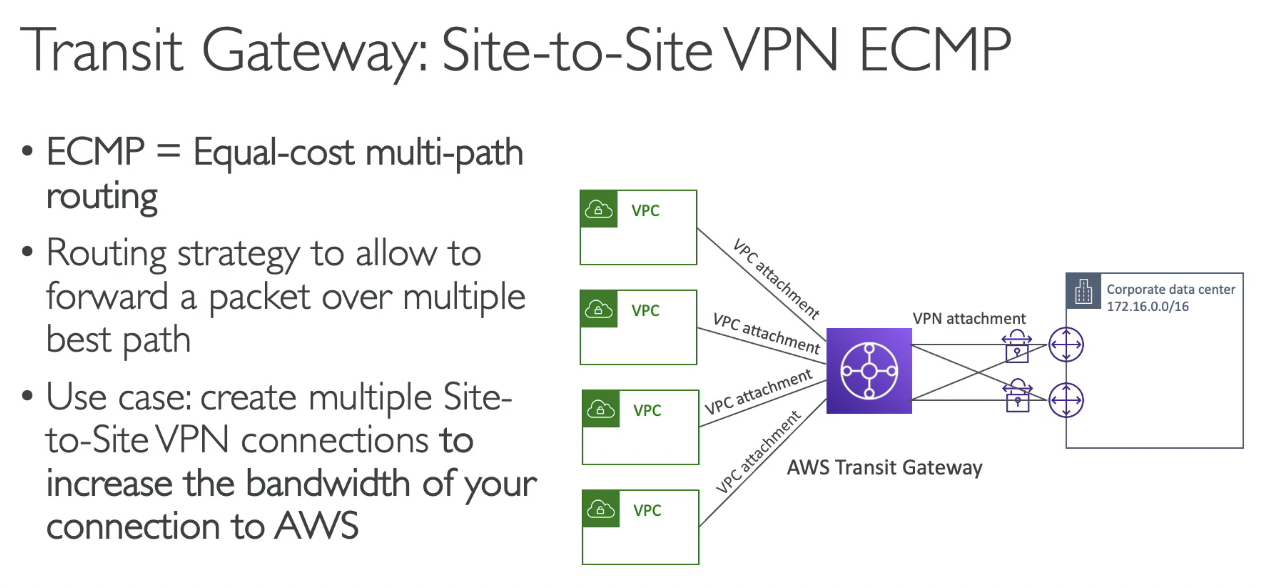 Transit Gateway: Site-to-Site VPN ECMP
• ECMP = Equal-cost multi-path
routing
• Routing strategy to allow to
forward a packet over multiple
best path
• Use case: create multiple Site-
to-Site VPN connections to
increase the bandwidth of your
connection to AWS
VPC
VPC
VPC
VPC
VPC attachment
VPC attachment
VPC attachment
VPC attachment
AWS Transit Gateway
VPN attachment
Corporate data center
172.16.0.0/16